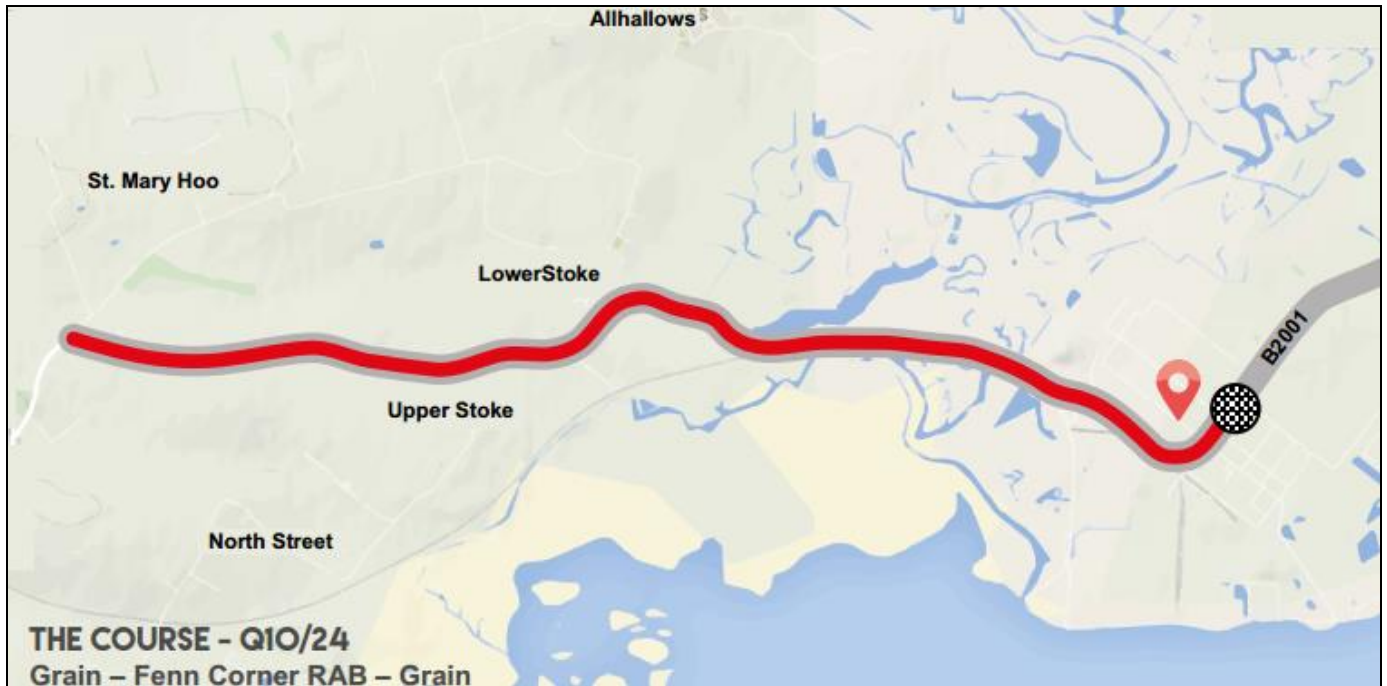 Allhallows
St. Mary Hoo
LowerStoke
B2001
Upper Stoke
North Street
THE COURSE - Q10/24
Grain – Fenn Corner RAB – Grain